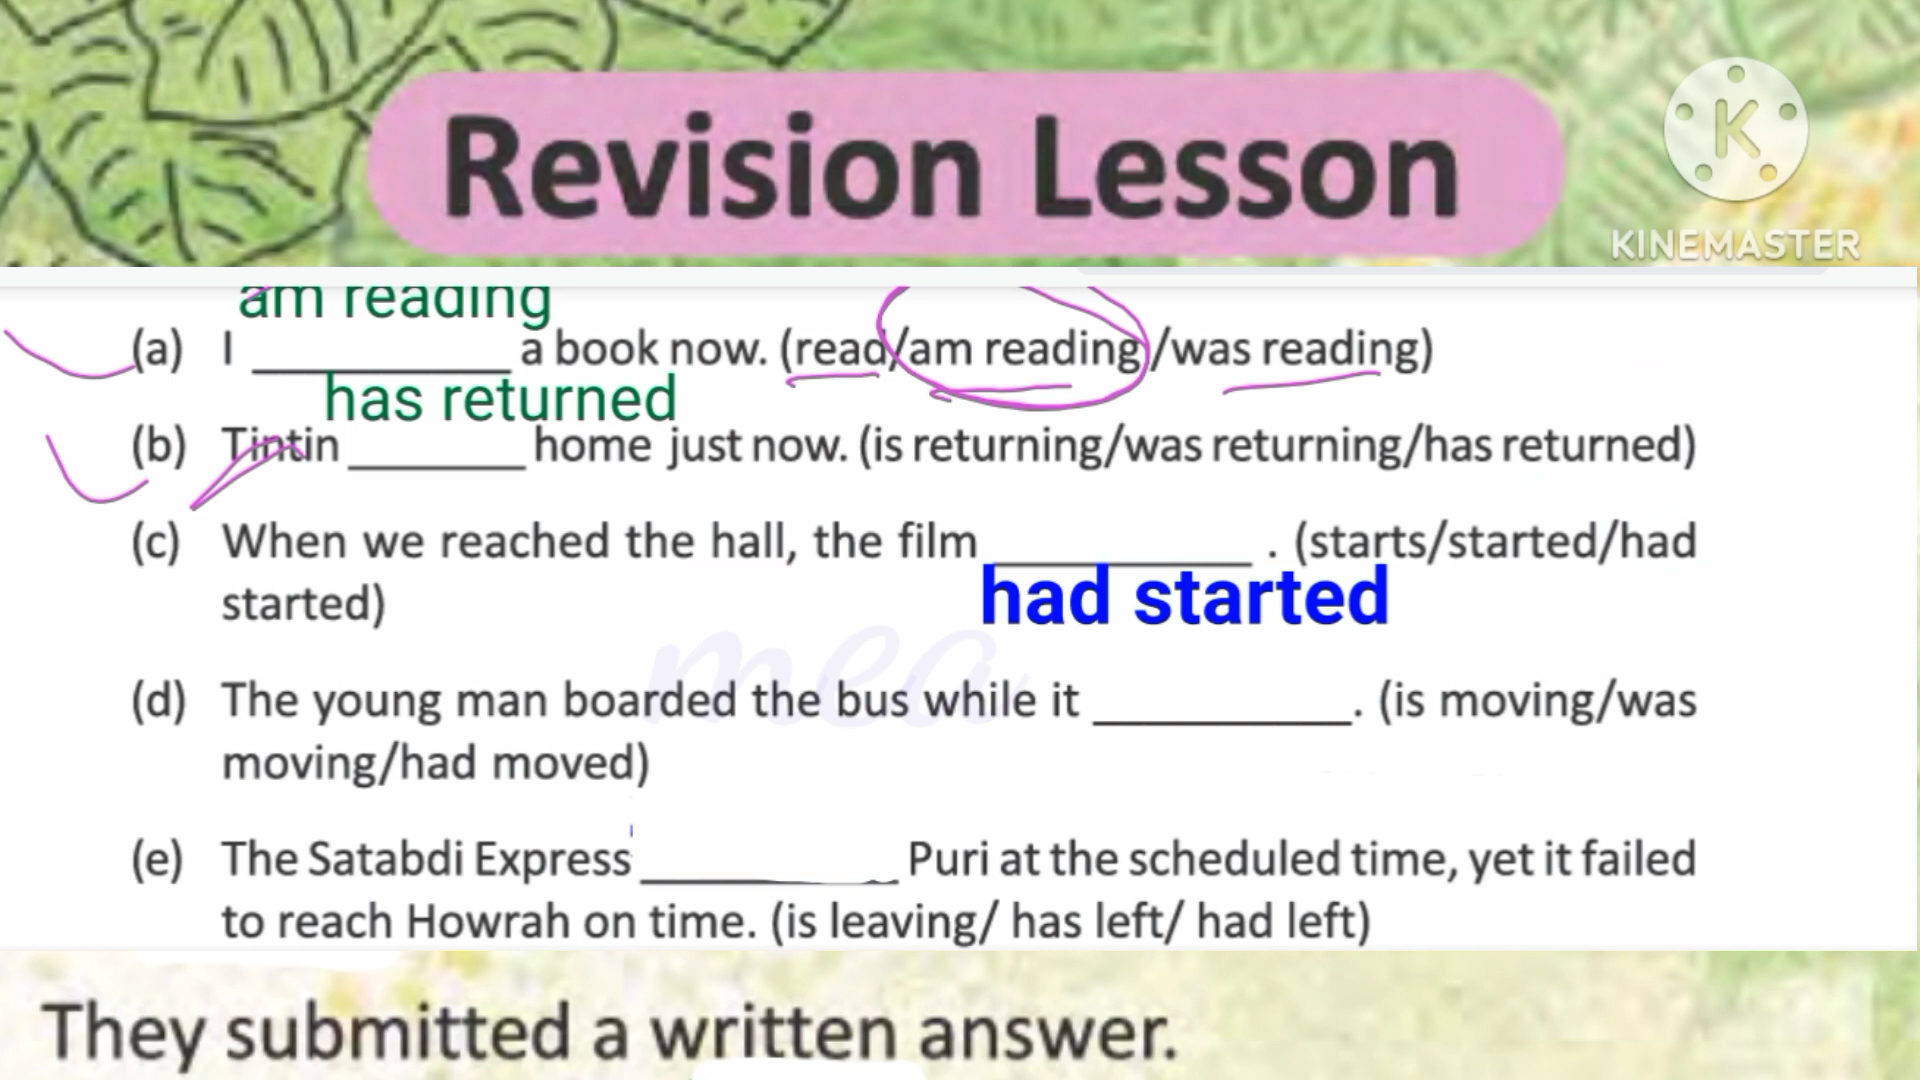 Revision Lesson
K
KINEMASTER
am reading
(a) I __________ a book now. (read/am reading/was reading)
has returned
(b) Tintin _______ home just now. (is returning/was returning/has returned)
(c) When we reached the hall, the film __________ . (starts/started/had
started)
had started
mea
(d) The young man boarded the bus while it __________. (is moving/was
moving/had moved)
(e) The Satabdi Express __________ Puri at the scheduled time, yet it failed
to reach Howrah on time. (is leaving/ has left/ had left)
They submitted a written answer.